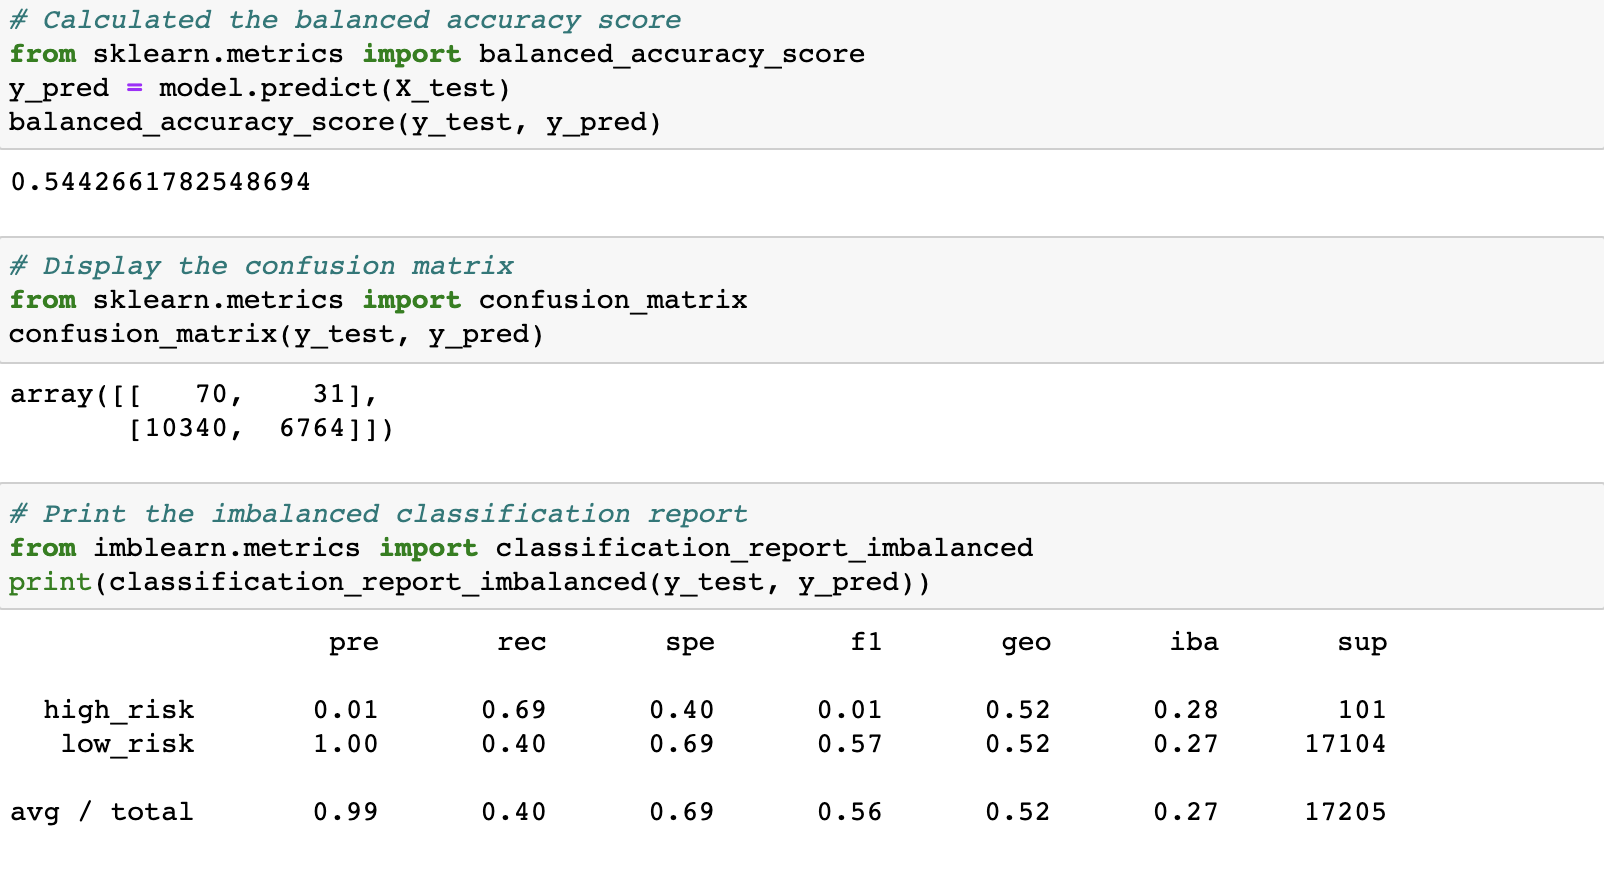 # Calculated the balanced accuracy score
from sklearn.metrics import balanced_accuracy_score
y_pred = model.predict(X_test)
balanced_accuracy_score(y_test, y_pred)
0.5442661782548694
# Display the confusion matrix
from sklearn.metrics import confusion_matrix
confusion_matrix(y_test, y_pred)
array([[   70,    31],
       [10340,  6764]])
# Print the imbalanced classification report
from imblearn.metrics import classification_report_imbalanced
print(classification_report_imbalanced(y_test, y_pred))
                   pre       rec       spe        f1       geo       iba       sup
  high_risk       0.01      0.69      0.40      0.01      0.52      0.28       101
   low_risk       1.00      0.40      0.69      0.57      0.52      0.27     17104
avg / total       0.99      0.40      0.69      0.56      0.52      0.27     17205